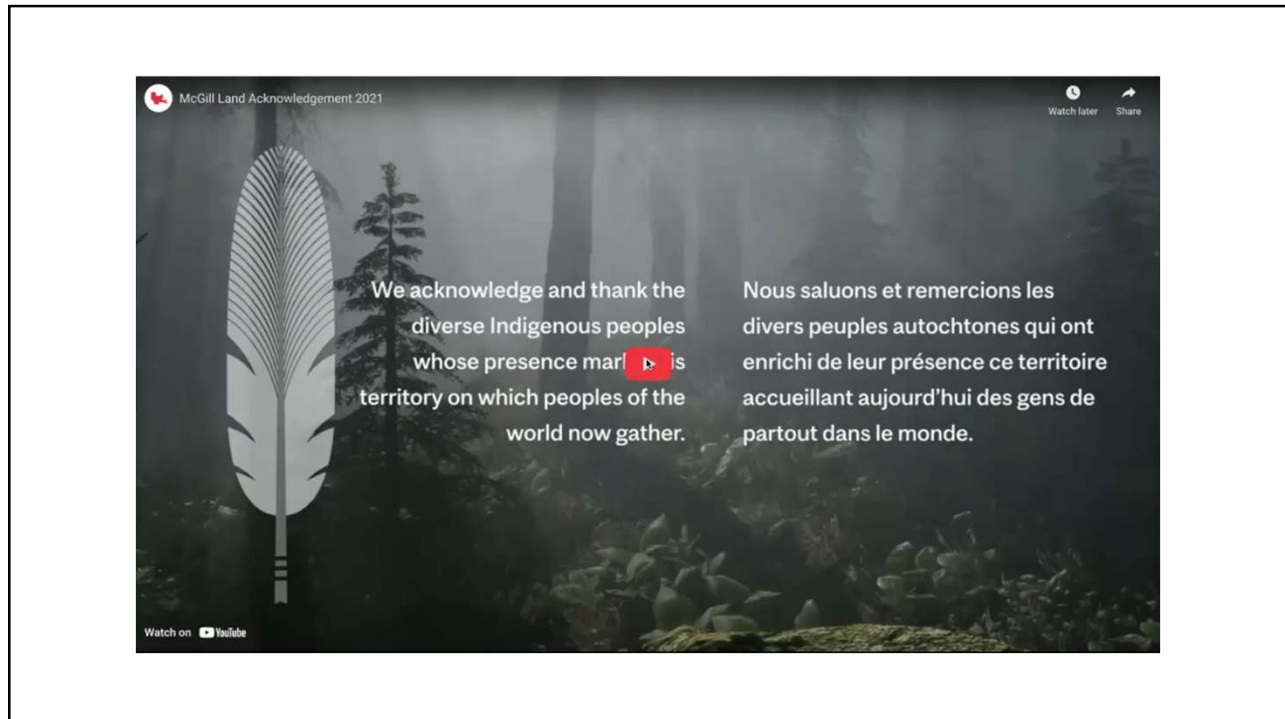 McGill Land Acknowledgement 2021
Watch later
Share
We acknowledge and thank the
diverse Indigenous peoples
whose presence
territory on which peoples of the
world now gather.
Nous saluons et remercions les
divers peuples autochtones qui ont
enrichi de leur présence ce territoire
accueillant aujourd'hui des gens de
partout dans le monde.
Watch on YouTube